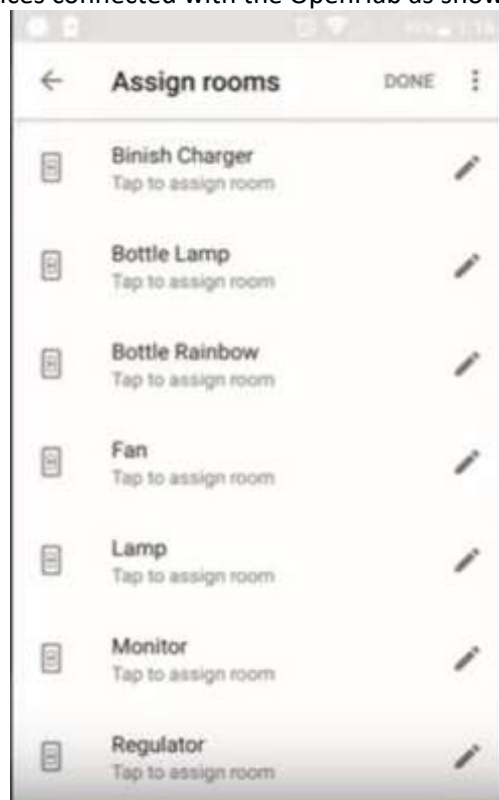 ices connected with the OpenHab as show
Assign rooms DONE
Binish Charger
Tap to assign room
Bottle Lamp
Tap to assign room
Bottle Rainbow
Tap to assign room
Fan
Tap to assign room
Lamp
Tap to assign room
Monitor
Tap to assign room
Regulator
Tap to assign room